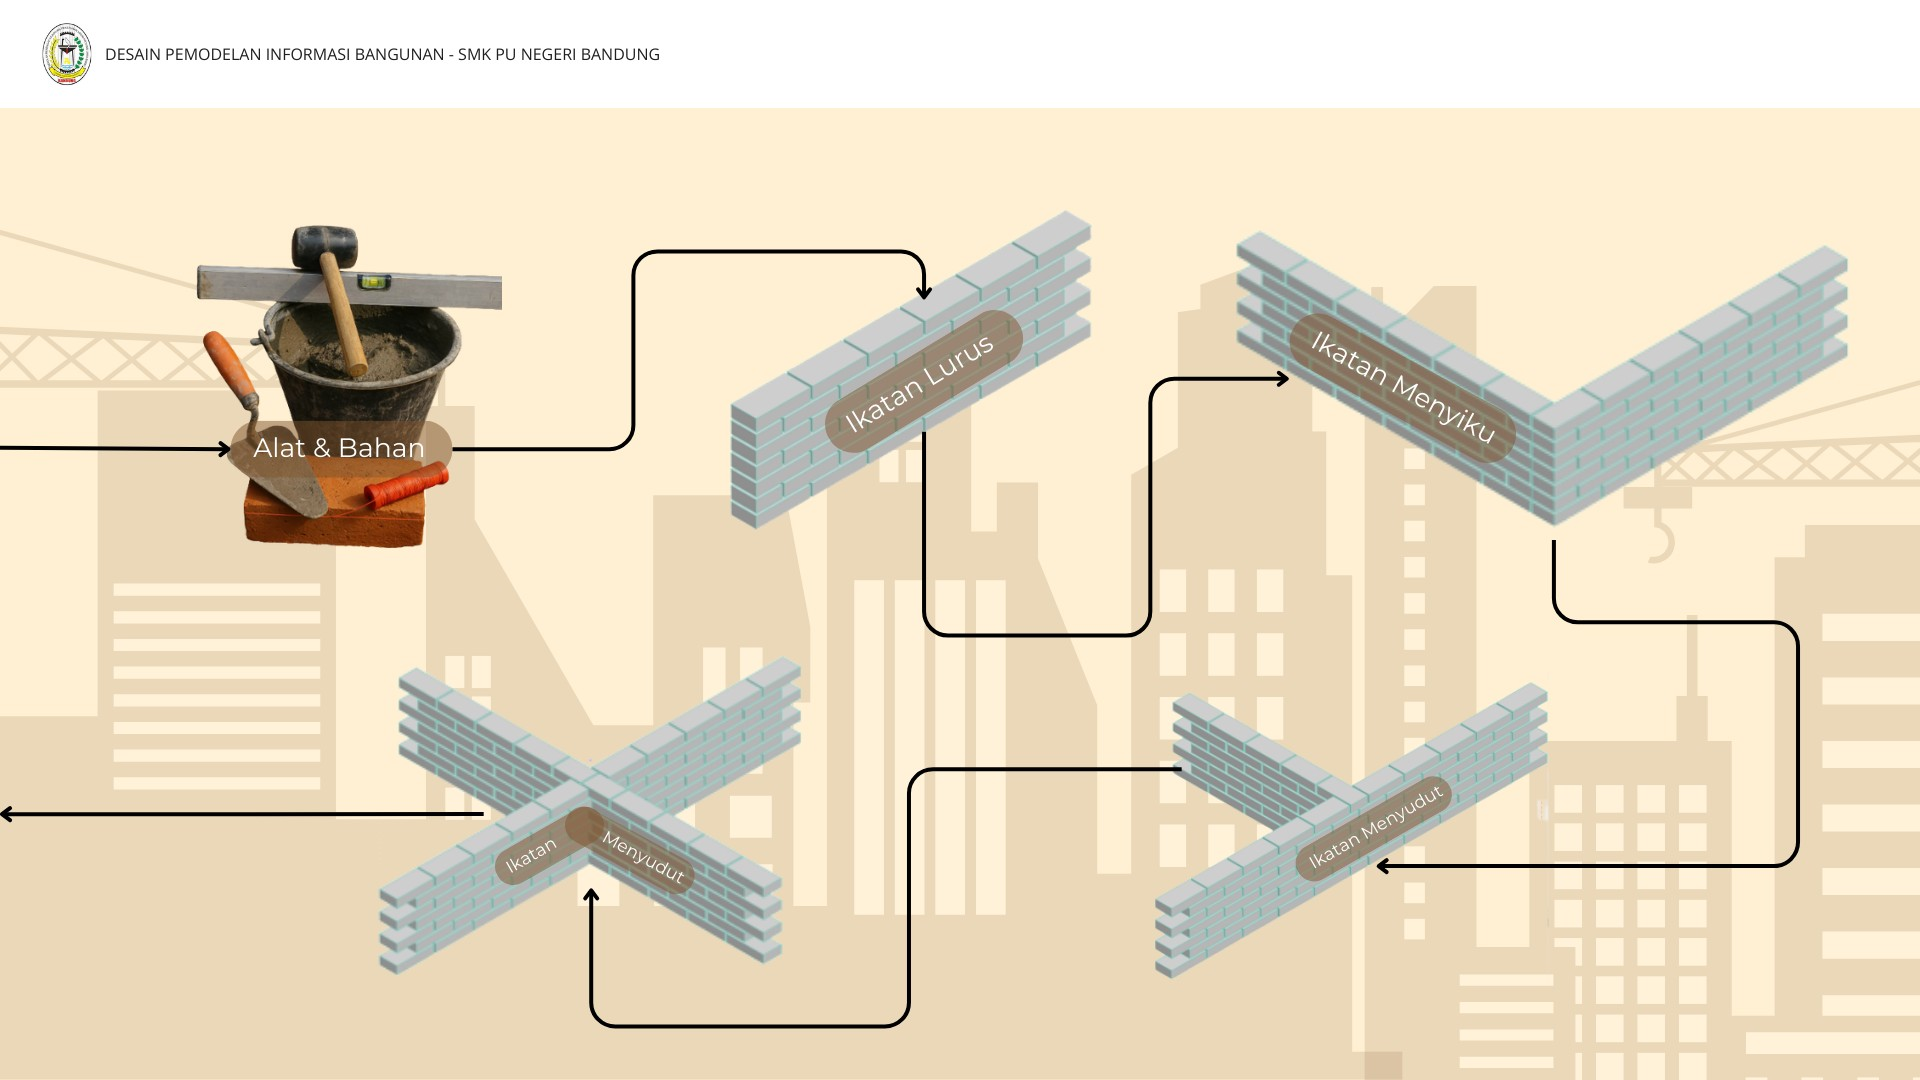 DESAIN PEMODELAN INFORMASI BANGUNAN - SMK PU NEGERI BANDUNG
Alat & Bahan
Ikatan Lurus
Ikatan Menyiku
Ikatan Menyudut
Ikatan Menyudut